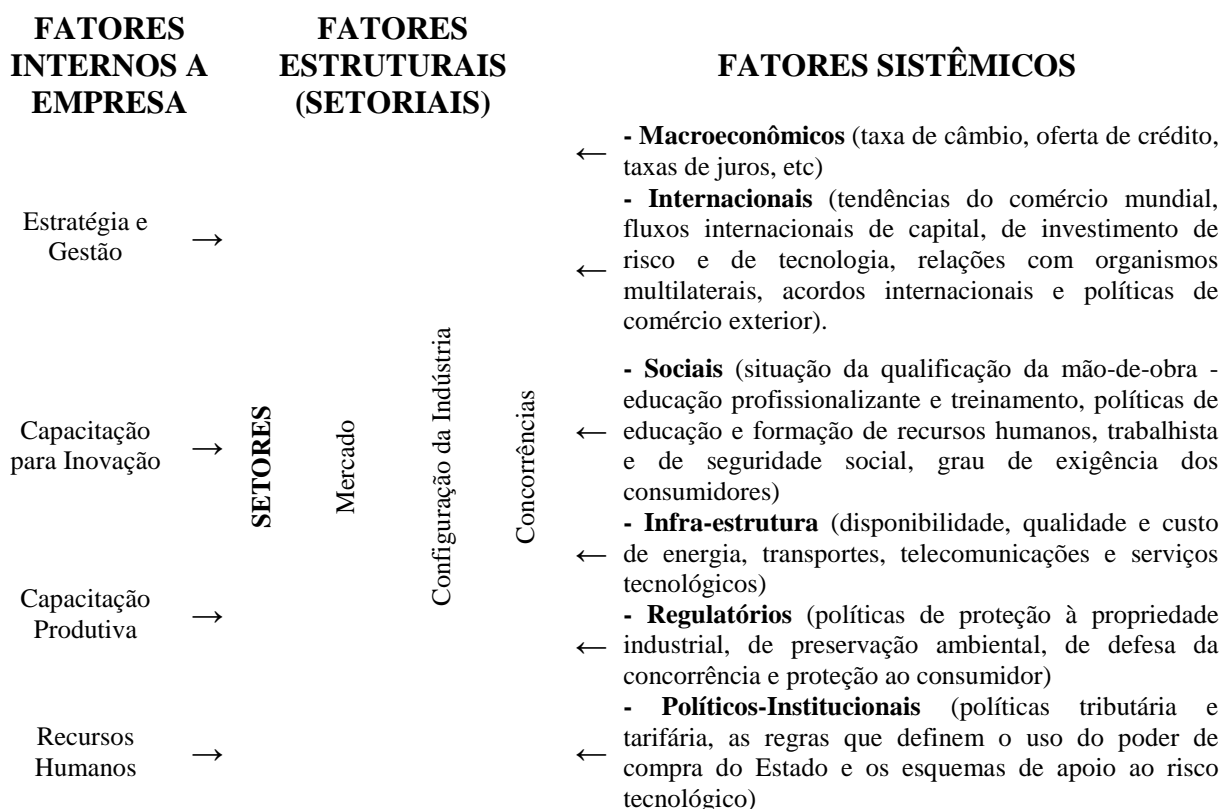 FATORES
INTERNOS A
EMPRESA
FATORES
ESTRUTURAIS
(SETORIAIS)
FATORES SISTÊMICOS
Estratégia e
Gestão
→
Capacitação
para Inovação
→
Capacitação
Produtiva
→
Recursos
Humanos
→
SETORES
Mercado
Configuração da Indústria
Concorrências
←
- Macroeconômicos (taxa de câmbio, oferta de crédito,
taxas de juros, etc)
←
- Internacionais (tendências do comércio mundial,
fluxos internacionais de capital, de investimento de
risco e de tecnologia, relações com organismos
multilaterais, acordos internacionais e políticas de
comércio exterior).
←
- Sociais (situação da qualificação da mão-de-obra -
educação profissionalizante e treinamento, políticas de
educação e formação de recursos humanos, trabalhista
e de seguridade social, grau de exigência dos
consumidores)
←
- Infra-estrutura (disponibilidade, qualidade e custo
de energia, transportes, telecomunicações e serviços
tecnológicos)
←
- Regulatórios (políticas de proteção à propriedade
industrial, de preservação ambiental, de defesa da
concorrência e proteção ao consumidor)
←
- Políticos-Institucionais (políticas tributária e
tarifária, as regras que definem o uso do poder de
compra do Estado e os esquemas de apoio ao risco
tecnológico)